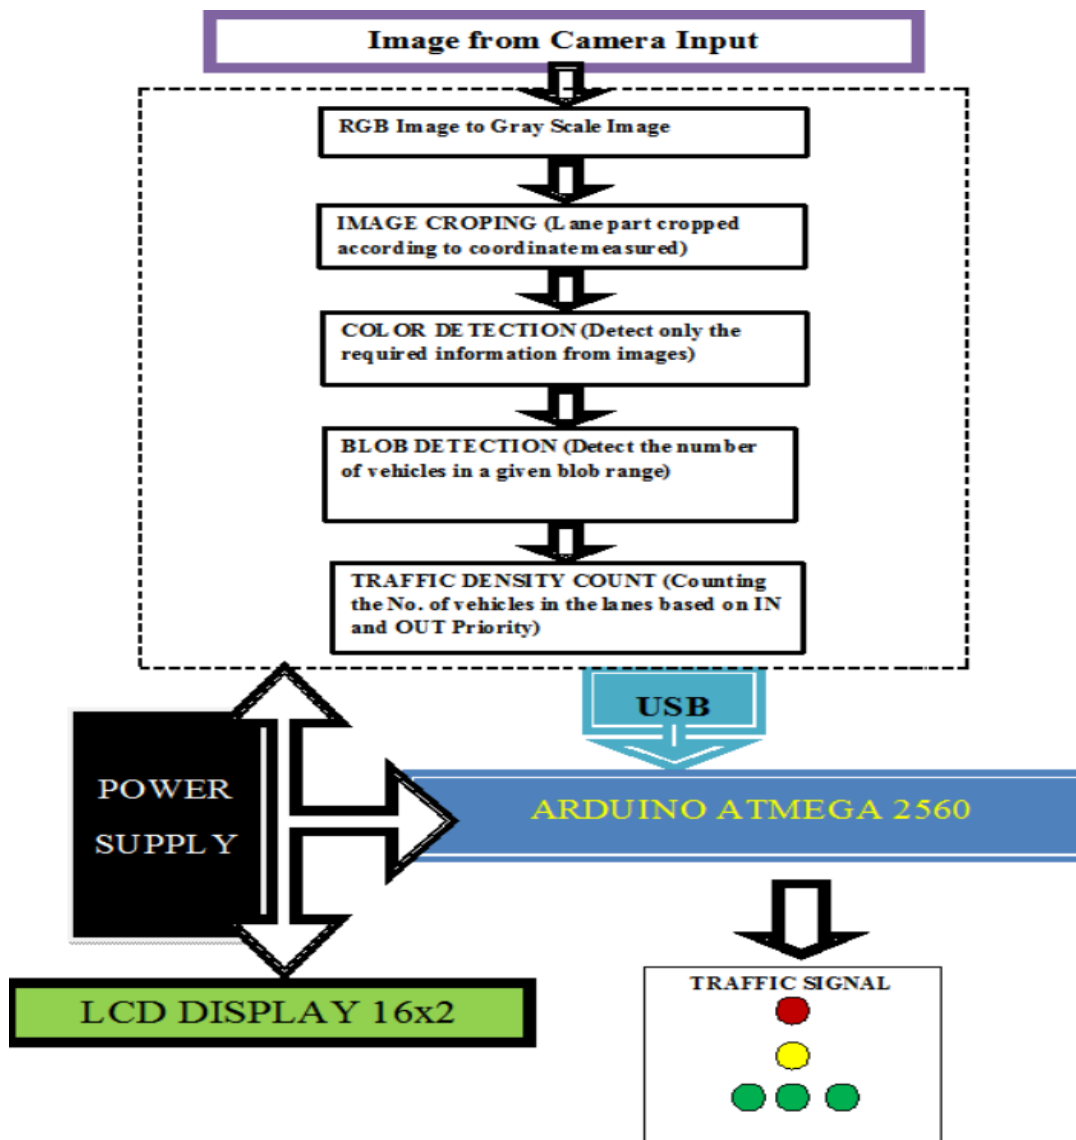 Image from Camera Input
RGB Image to Gray Scale Image
IMAGE CROPING (Lane part cropped
according to coordinate measured)
COLOR DETECTION (Detect only the
required information from images)
BLOB DETECTION (Detect the number
of vehicles in a given blob range)
TRAFFIC DENSITY COUNT (Counting
the No. of vehicles in the lanes based on IN
and OUT Priority)
USB
POWER
SUPPLY
ARDUINO ATMEGA 2560
LCD DISPLAY 16x2
TRAFFIC SIGNAL